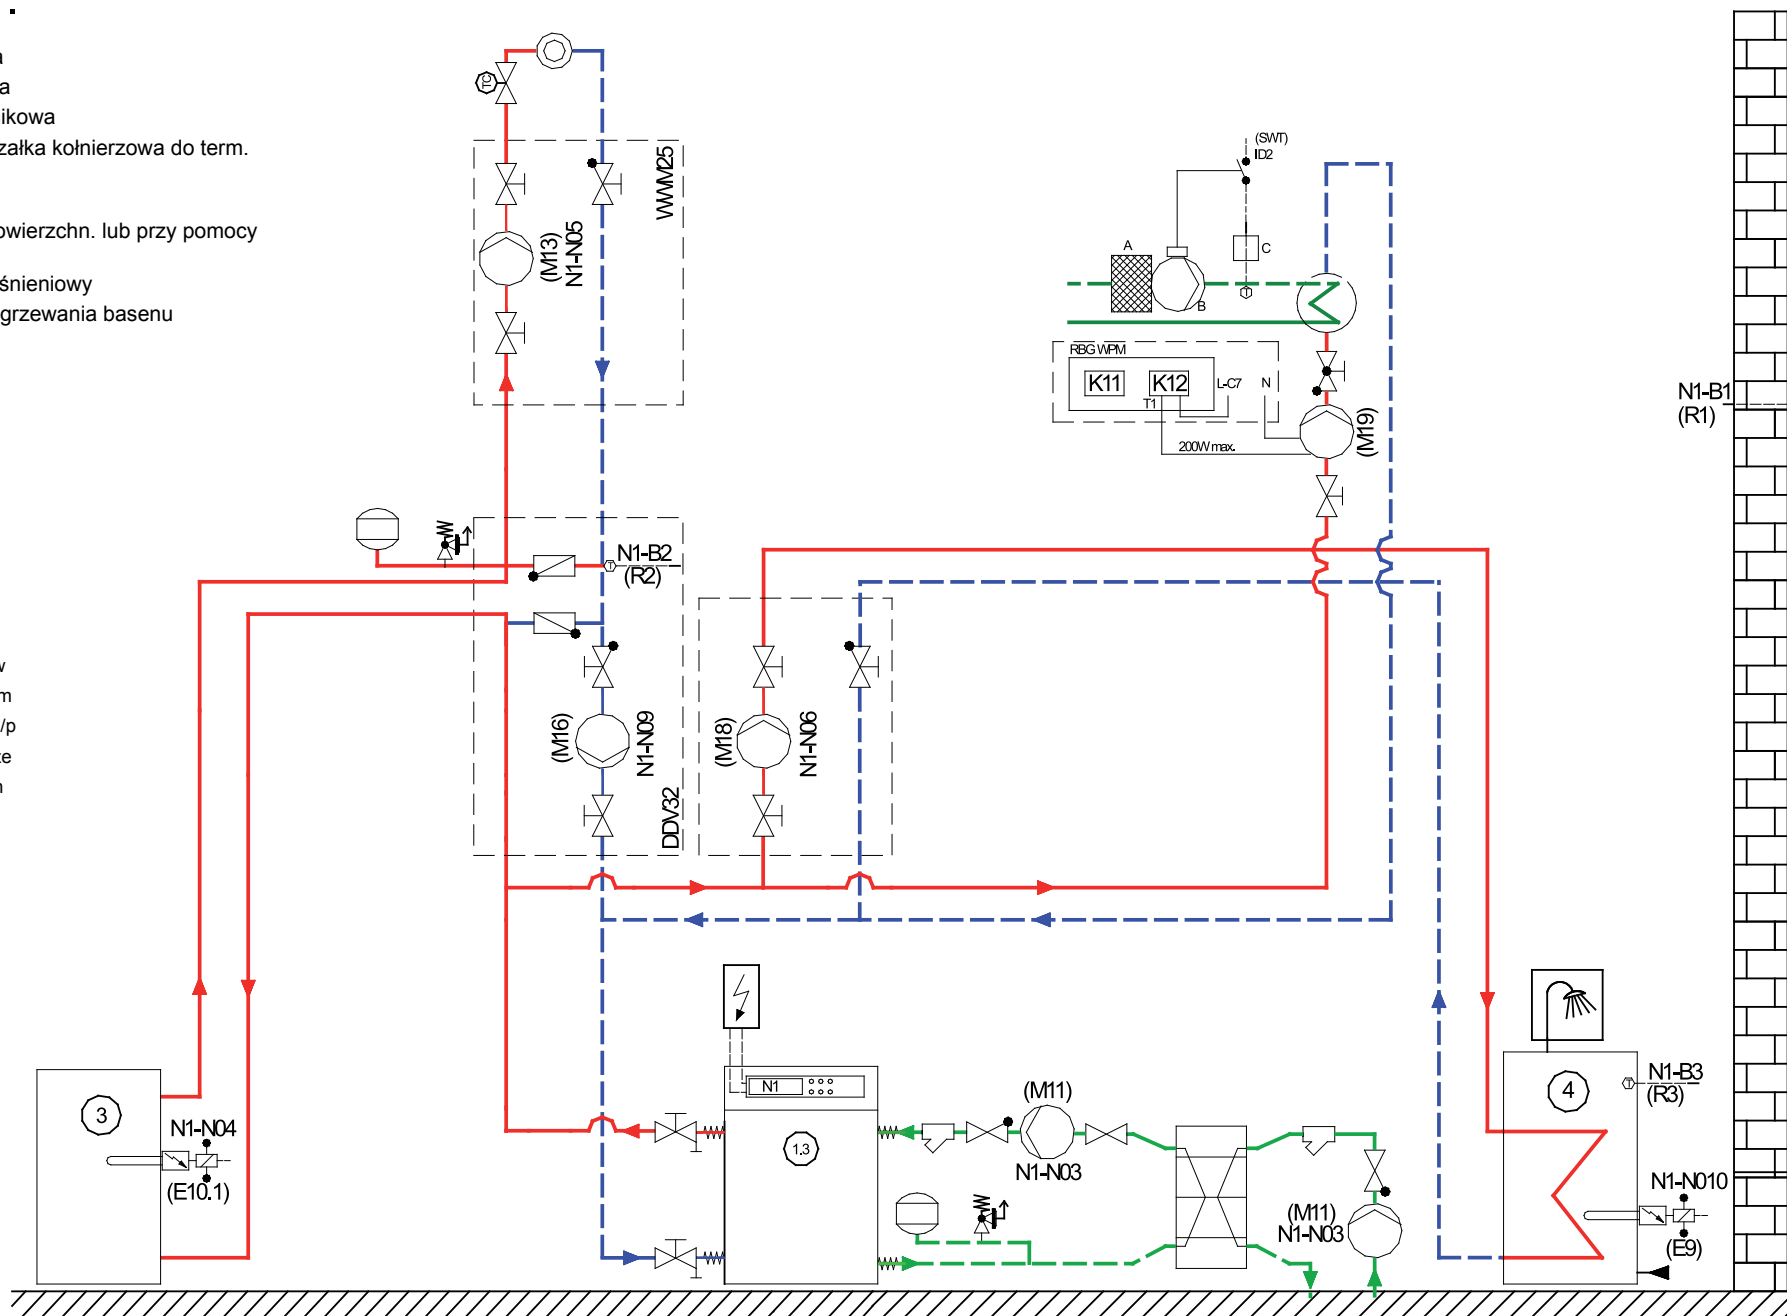 a
a
ikowa
załka kołnierzowa do term.
owierzchn. lub przy pomocy
śnieniowy
grzewania basenu
w
m
/p
ze
n
TC
WWM25
(M13)
N1-N05
(SWT)
ID2
A
B
C
T
RBG WPM
K11
K12
L-C7
N
T1
200W max.
(M19)
N1-B1
(R1)
N1-B2
(R2)
T
(M16)
N1-N09
DDV32
(M18)
N1-N06
3
N1-N04
(E10.1)
N1
1.3
(M11)
N1-N03
(M11)
N1-N03
4
T
N1-B3
(R3)
N1-N010
(E9)